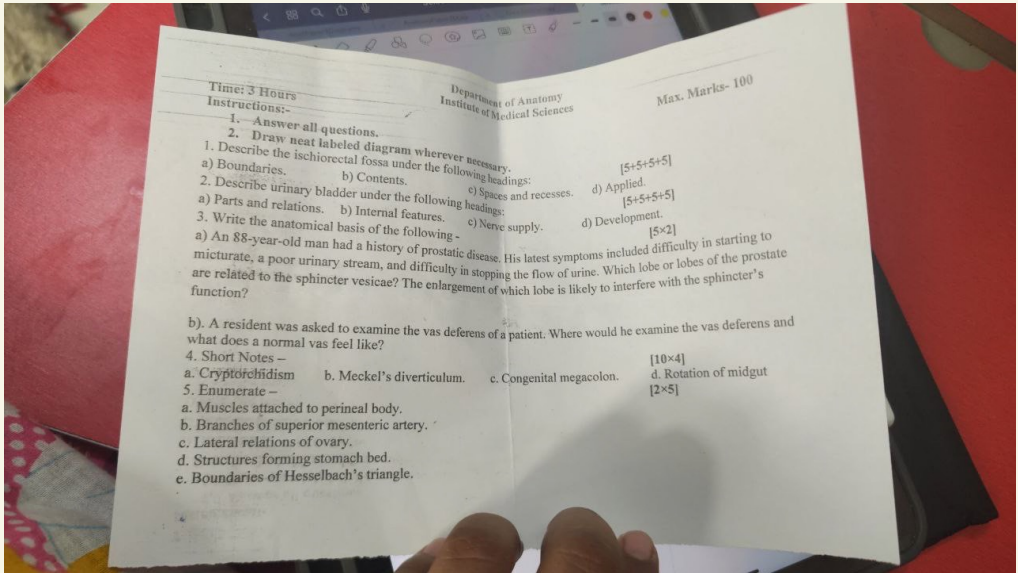 Department of Anatomy
Institute of Medical Sciences
Time: 3 Hours
Max. Marks- 100
Instructions:-
1. Answer all questions.
2. Draw neat labeled diagram wherever necessary.
1. Describe the ischiorectal fossa under the following headings: [5+5+5+5]
a) Boundaries. b) Contents. c) Spaces and recesses. d) Applied.
2. Describe urinary bladder under the following headings: [5+5+5+5]
a) Parts and relations. b) Internal features. c) Nerve supply. d) Development.
3. Write the anatomical basis of the following - [5×2]
a) An 88-year-old man had a history of prostatic disease. His latest symptoms included difficulty in starting to
micturate, a poor urinary stream, and difficulty in stopping the flow of urine. Which lobe or lobes of the prostate
are related to the sphincter vesicae? The enlargement of which lobe is likely to interfere with the sphincter's
function?
b). A resident was asked to examine the vas deferens of a patient. Where would he examine the vas deferens and
what does a normal vas feel like?
4. Short Notes – [10×4]
a. Cryptorchidism b. Meckel's diverticulum. c. Congenital megacolon. d. Rotation of midgut
5. Enumerate – [2×5]
a. Muscles attached to perineal body.
b. Branches of superior mesenteric artery.
c. Lateral relations of ovary.
d. Structures forming stomach bed.
e. Boundaries of Hesselbach's triangle.